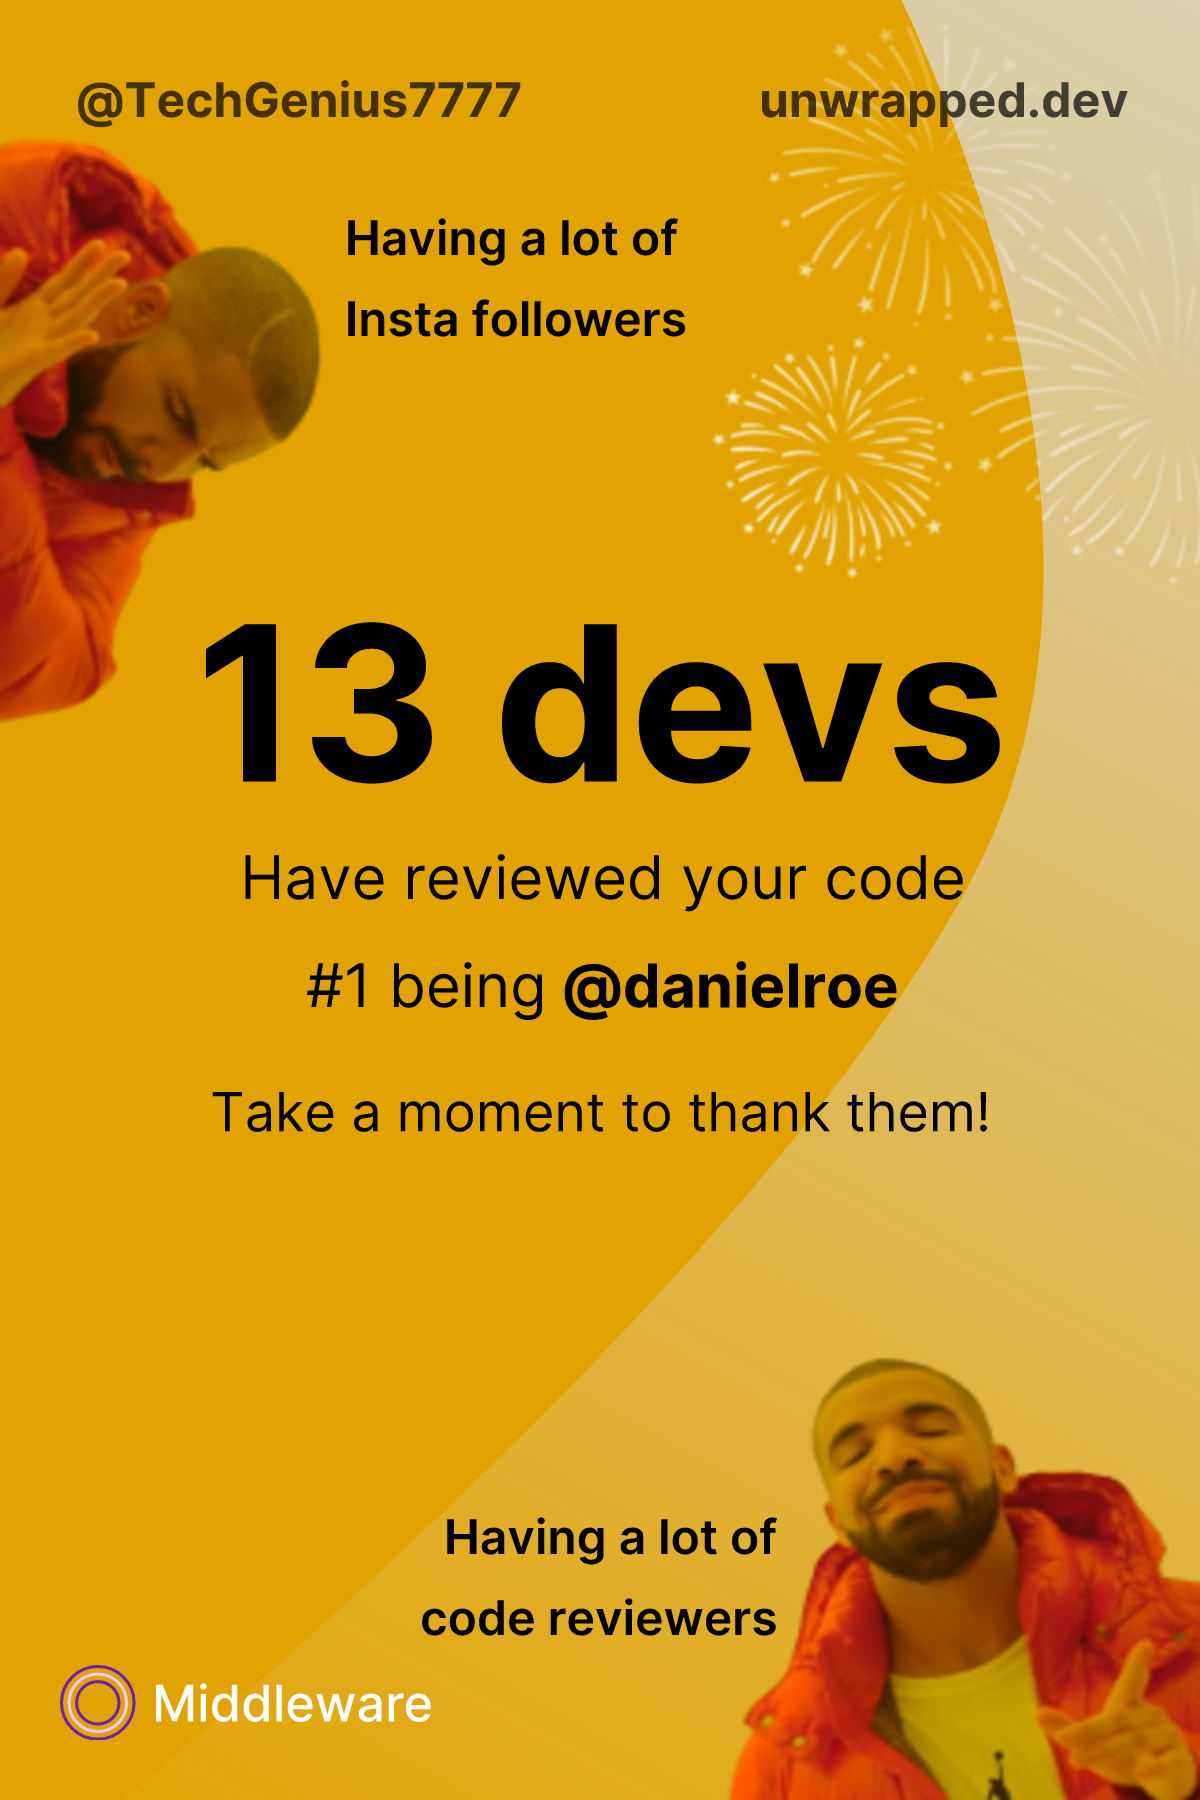 @TechGenius7777
unwrapped.dev
Having a lot of
Insta followers
13 devs
Have reviewed your code
#1 being @danielroe
Take a moment to thank them!
Having a lot of
code reviewers
Middleware